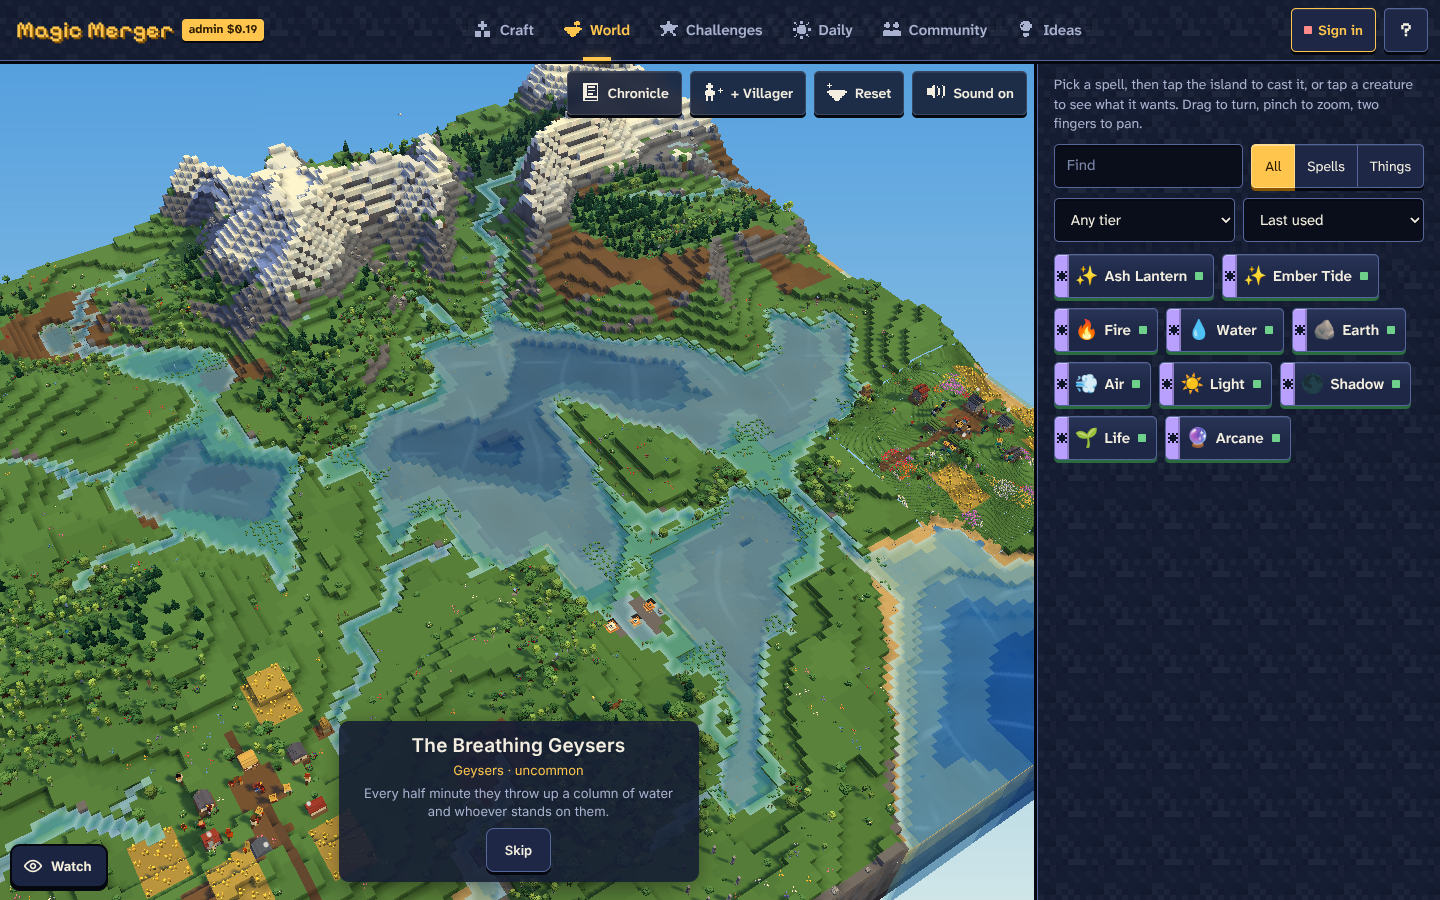 Magic Merger
admin $0.19
Craft
World
Challenges
Daily
Community
Ideas
Sign in
?
Chronicle
+ Villager
Reset
Sound on
Pick a spell, then tap the island to cast it, or tap a creature
to see what it wants. Drag to turn, pinch to zoom, two
fingers to pan.
Find
All
Spells
Things
Any tier
Last used
Ash Lantern
Ember Tide
Fire
Water
Earth
Air
Light
Shadow
Life
Arcane
The Breathing Geysers
Geysers · uncommon
Every half minute they throw up a column of water
and whoever stands on them.
Skip
Watch